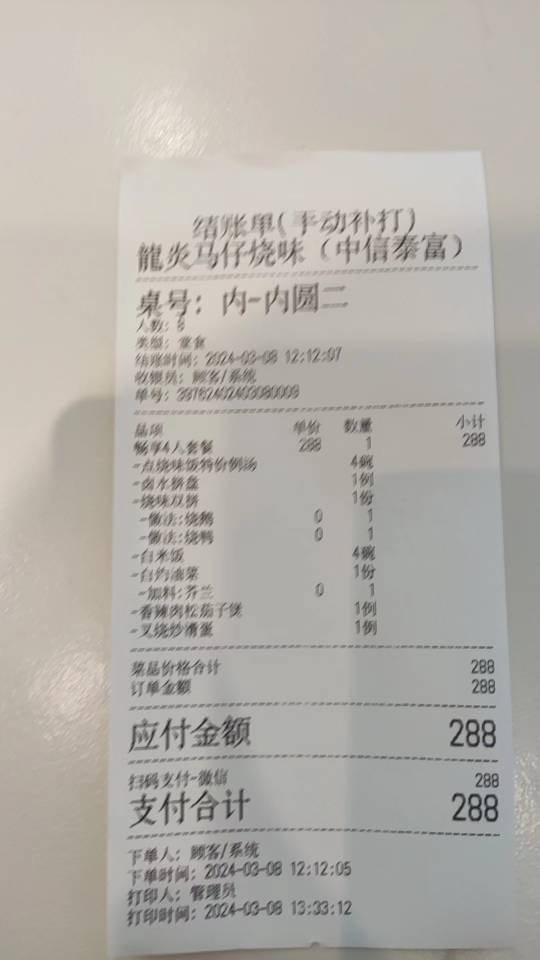 结账单(手动补打)
龍炎马仔烧味(中信泰富)
桌号: 内-内圆二
人数:
类型: 堂食
结账时间: 2024-03-08 12:12:07
收银员: 顾客/系统
单号: 39762402403080009
品项 单价 数量 小计
畅享4人套餐 288 1 288
-点烧味饭特价例汤 4碗
-卤水拼盘 1例
-烧味双拼 1份
-做法:烧鹅 0 1
-做法:烧鸭 0 1
-白米饭 4碗
-白灼油菜 1份
-加料:芥兰 0 1
-香辣肉松茄子煲 1例
-叉烧炒滑蛋 1例
菜品价格合计 288
订单金额 288
应付金额 288
扫码支付-微信 288
支付合计 288
下单人: 顾客/系统
下单时间: 2024-03-08 12:12:05
打印人: 管理员
打印时间: 2024-03-08 13:33:12